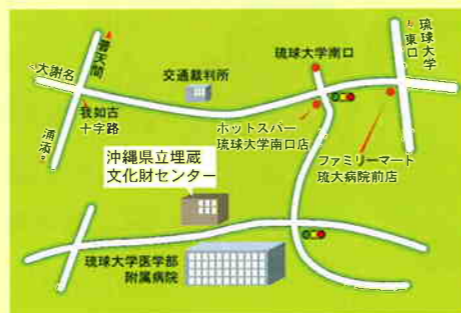 琉球大学
東口
琉球大学南口
普天間
大謝名
交通裁判所
我如古
十字路
浦添
ホットスパー
琉球大学南口店
ファミリーマート
琉大病院前店
沖縄県立埋蔵
文化財センター
琉球大学医学部
附属病院